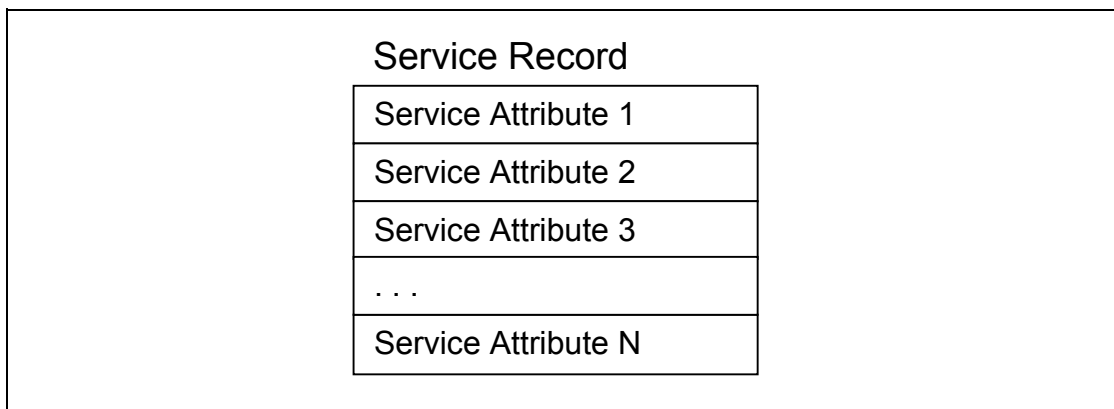 Service Record
Service Attribute 1
Service Attribute 2
Service Attribute 3
. . .
Service Attribute N